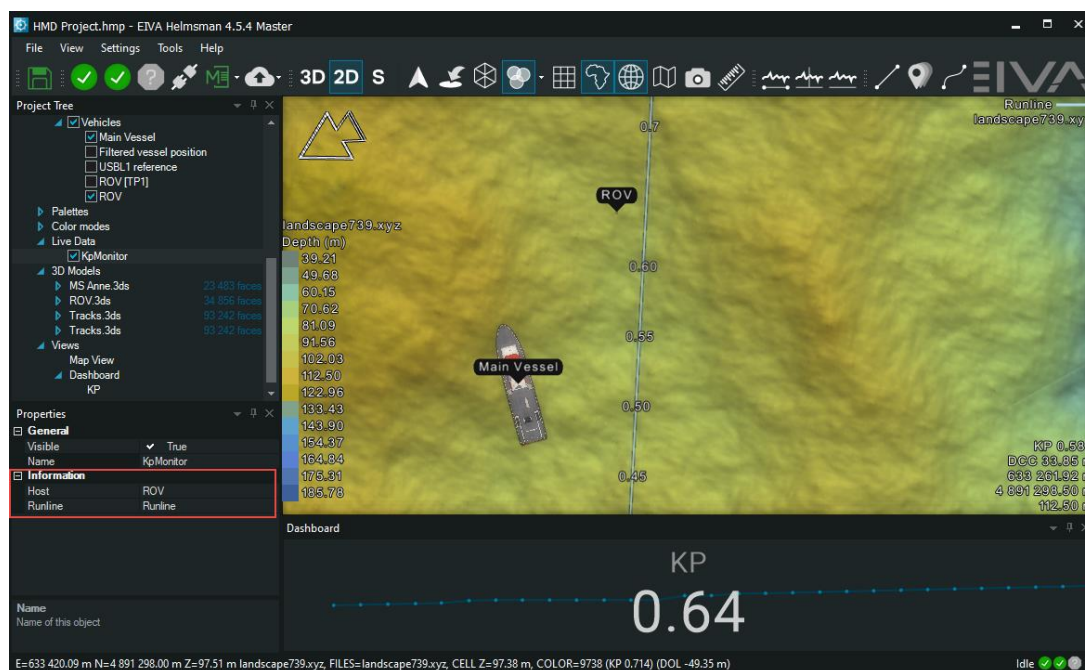 HMD Project.hmp - EIVA Helmsman 4.5.4 Master
File View Settings Tools Help
3D 2D S EIVA
Project Tree
Vehicles
Main Vessel
Filtered vessel position
USBL1 reference
ROV [TP1]
ROV
Palettes
Color modes
Live Data
KpMonitor
3D Models
MS Anne.3ds 23 483 faces
ROV.3ds 34 856 faces
Tracks.3ds 93 242 faces
Tracks.3ds 93 242 faces
Views
Map View
Dashboard
KP
Properties
General
Visible True
Name KpMonitor
Information
Host ROV
Runline Runline
Name
Name of this object
Runline
landscape739.xy
0.7
ROV
landscape739.xyz
Depth (m)
39.21
49.68
60.15
70.62
81.09
91.56
102.03
112.50
122.96
133.43
143.90
154.37
164.84
175.31
185.78
0.60
0.55
Main Vessel
0.50
0.45
KP 0.58
DCC 33.85
633 261.92
4 891 298.50
112.50
Dashboard
KP
0.64
E=633 420.09 m N=4 891 298.00 m Z=97.51 m landscape739.xyz, FILES=landscape739.xyz, CELL Z=97.38 m, COLOR=9738 (KP 0.714) (DOL -49.35 m) Idle